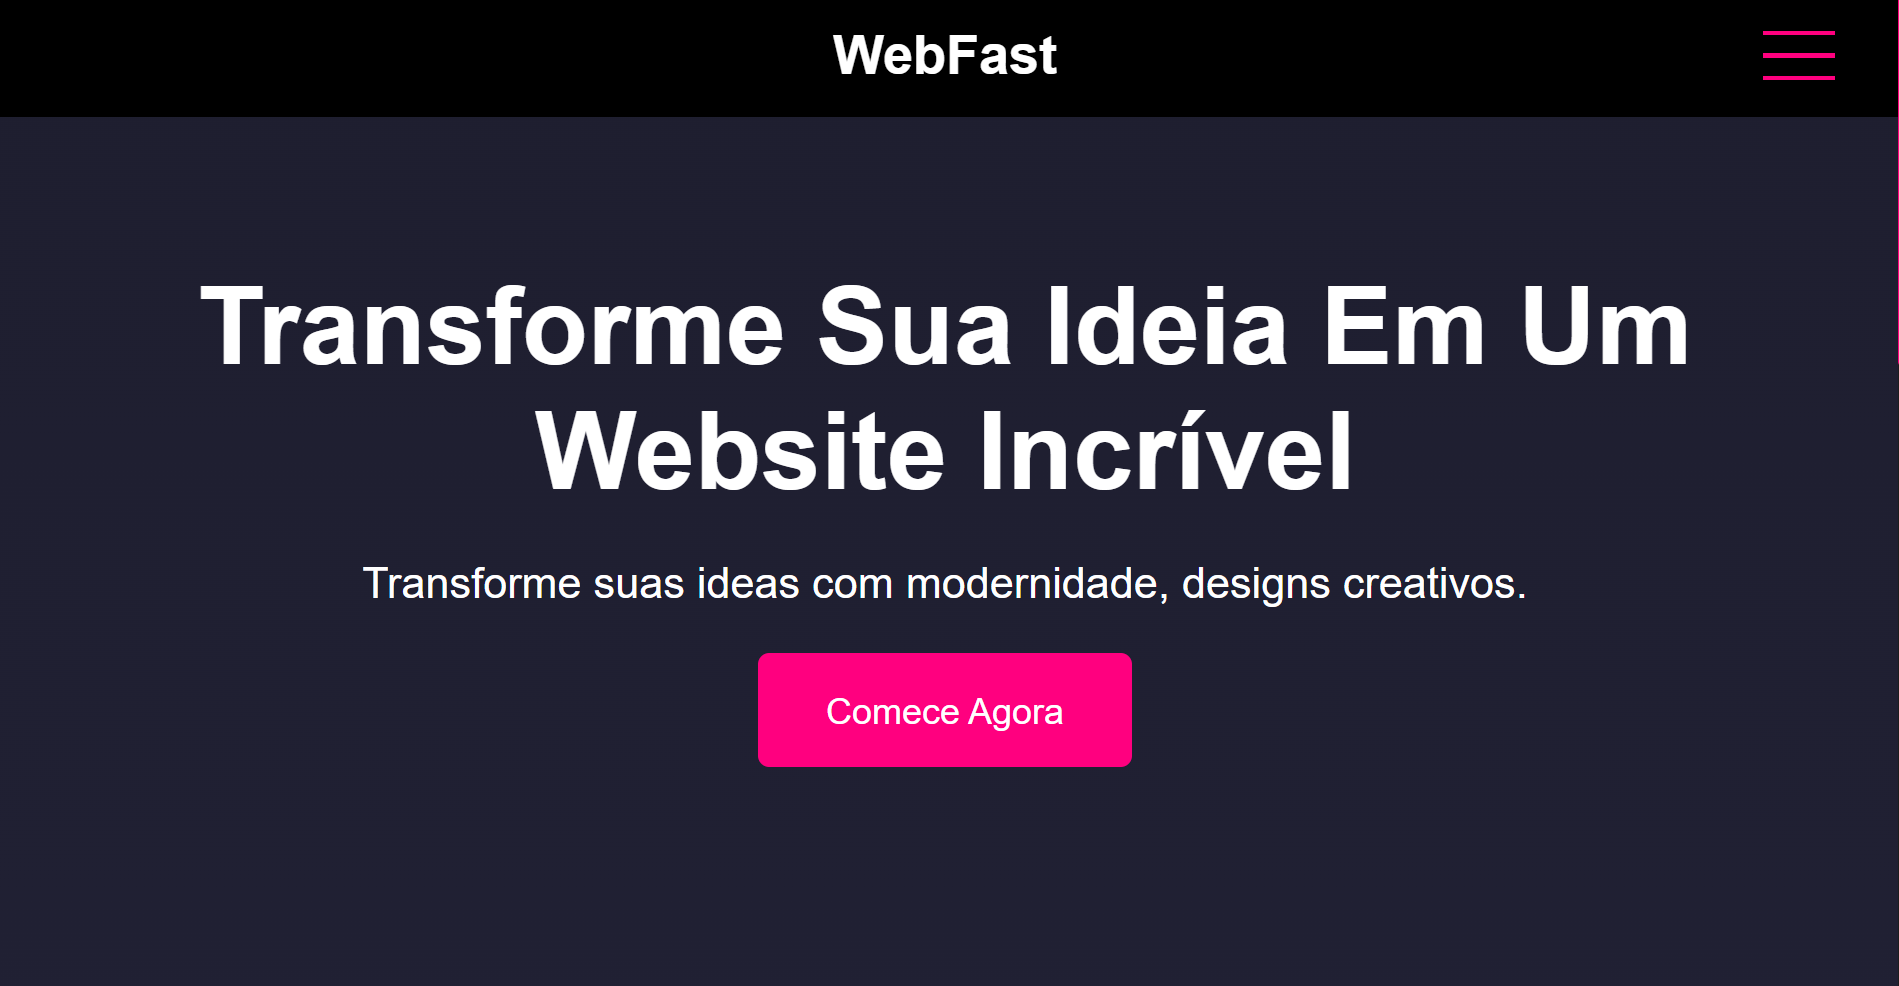 WebFast
Transforme Sua Ideia Em Um
Website Incrível
Transforme suas ideas com modernidade, designs creativos.
Comece Agora